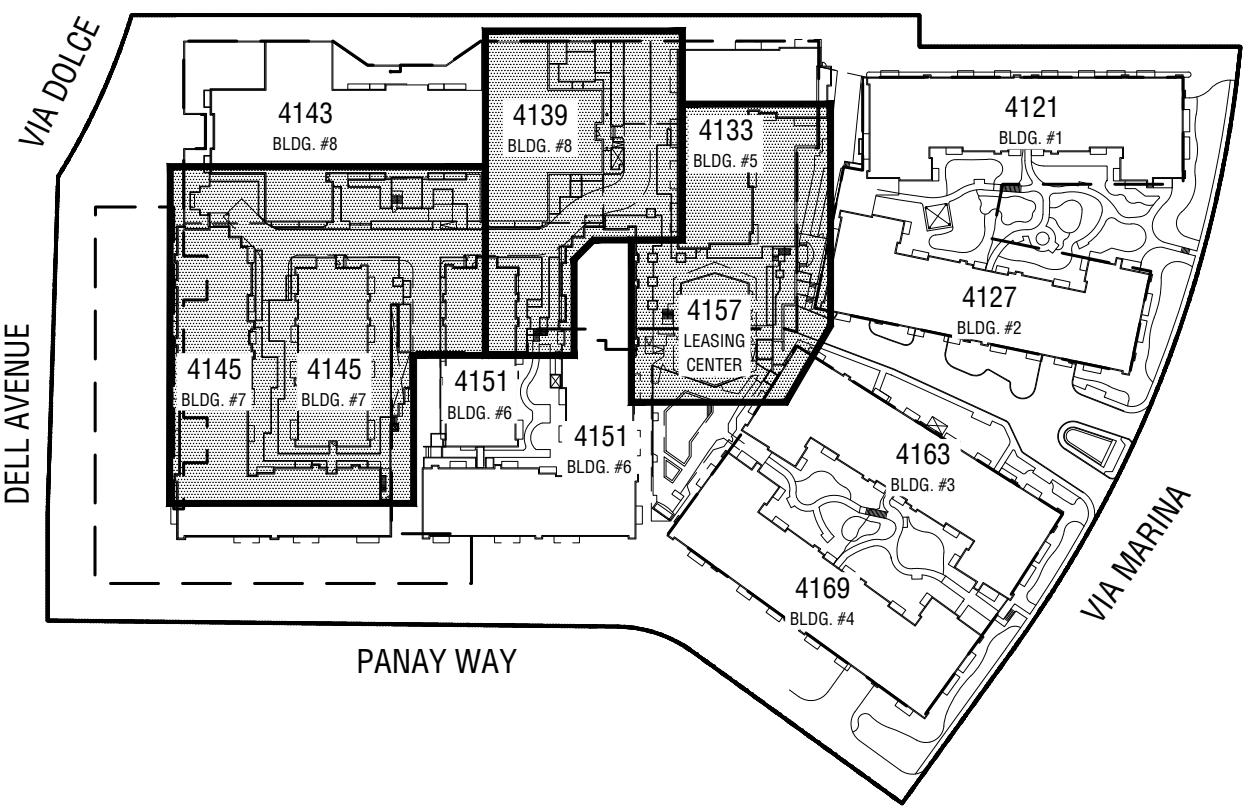 VIA DOLCE
4143
BLDG. #8
4139
BLDG. #8
4133
BLDG. #5
4121
BLDG. #1
4127
BLDG. #2
4157
LEASING
CENTER
DELL AVENUE
4145
BLDG. #7
4145
BLDG. #7
4151
BLDG. #6
4151
BLDG. #6
4163
BLDG. #3
4169
BLDG. #4
VIA MARINA
PANAY WAY